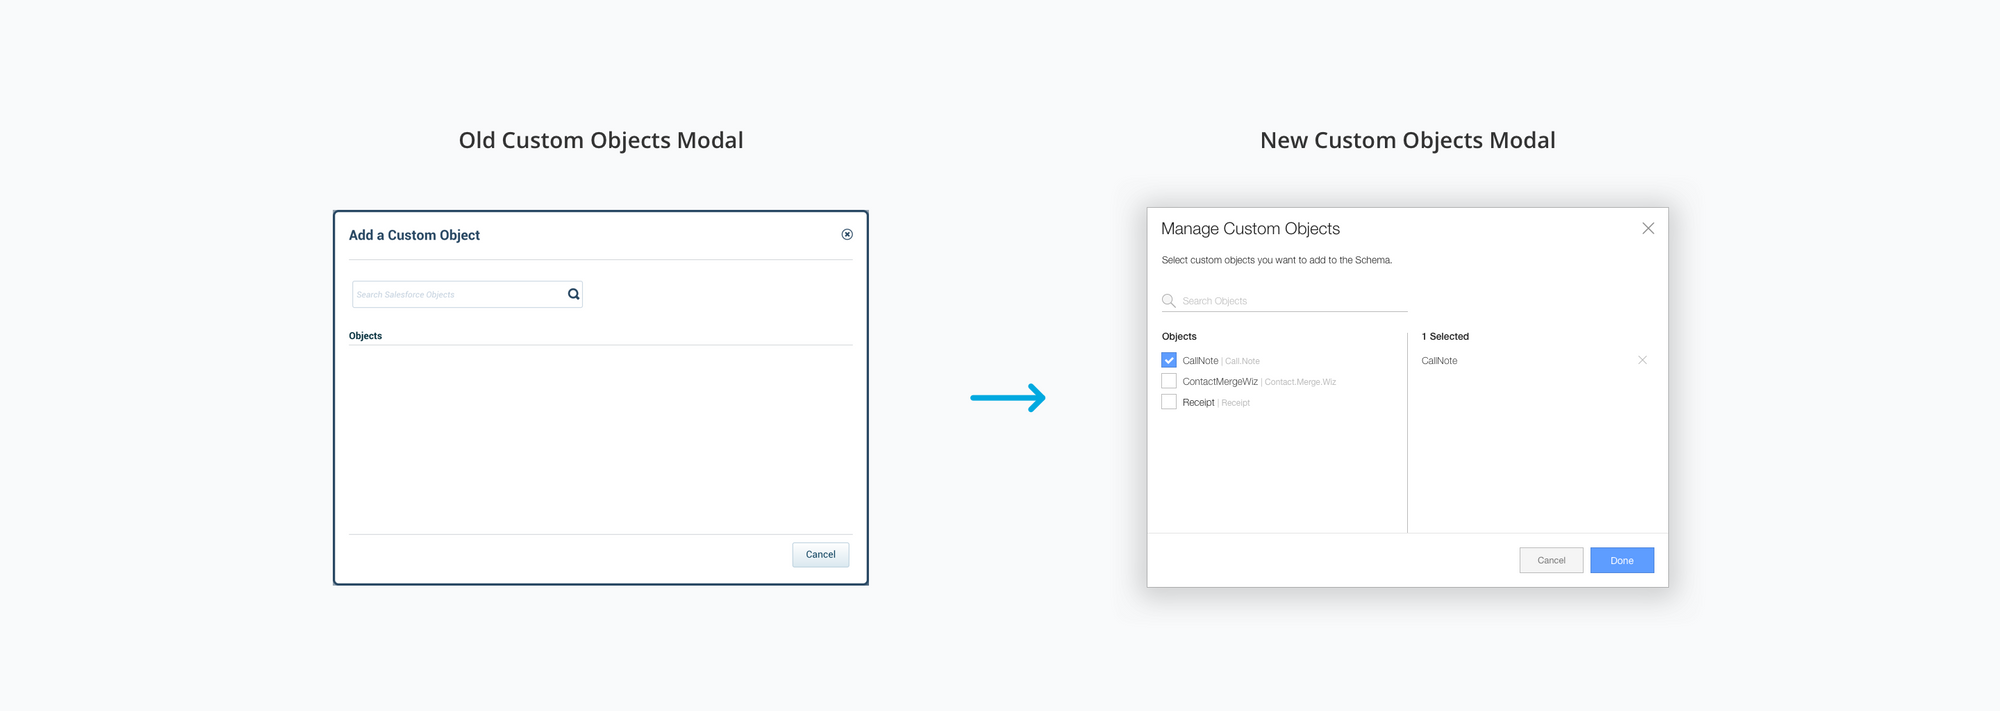 Old Custom Objects Modal
Add a Custom Object
Search Salesforce Objects
Objects
Cancel
New Custom Objects Modal
Manage Custom Objects
Select custom objects you want to add to the Schema.
Search Objects
Objects
CallNote | Call.Note
ContactMergeWiz | Contact.Merge.Wiz
Receipt | Receipt
1 Selected
CallNote
Cancel
Done